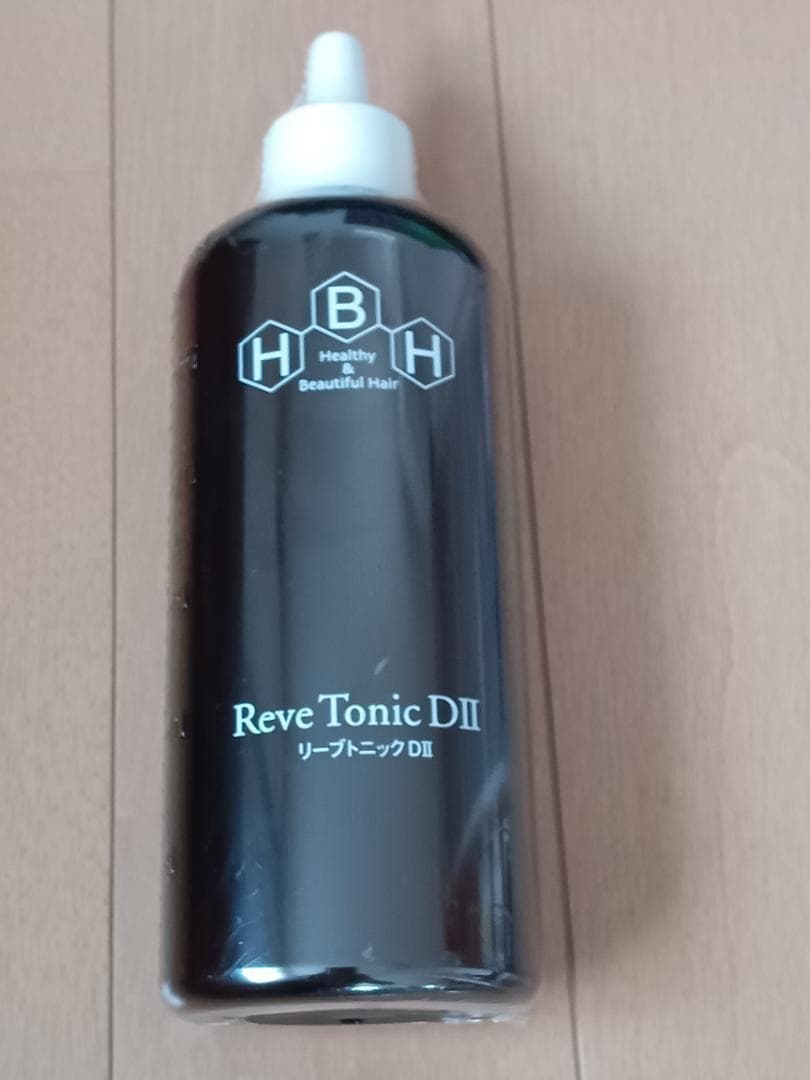 B
H H
Healthy
&
Beautiful Hair
Reve Tonic DII
リーブトニックDII